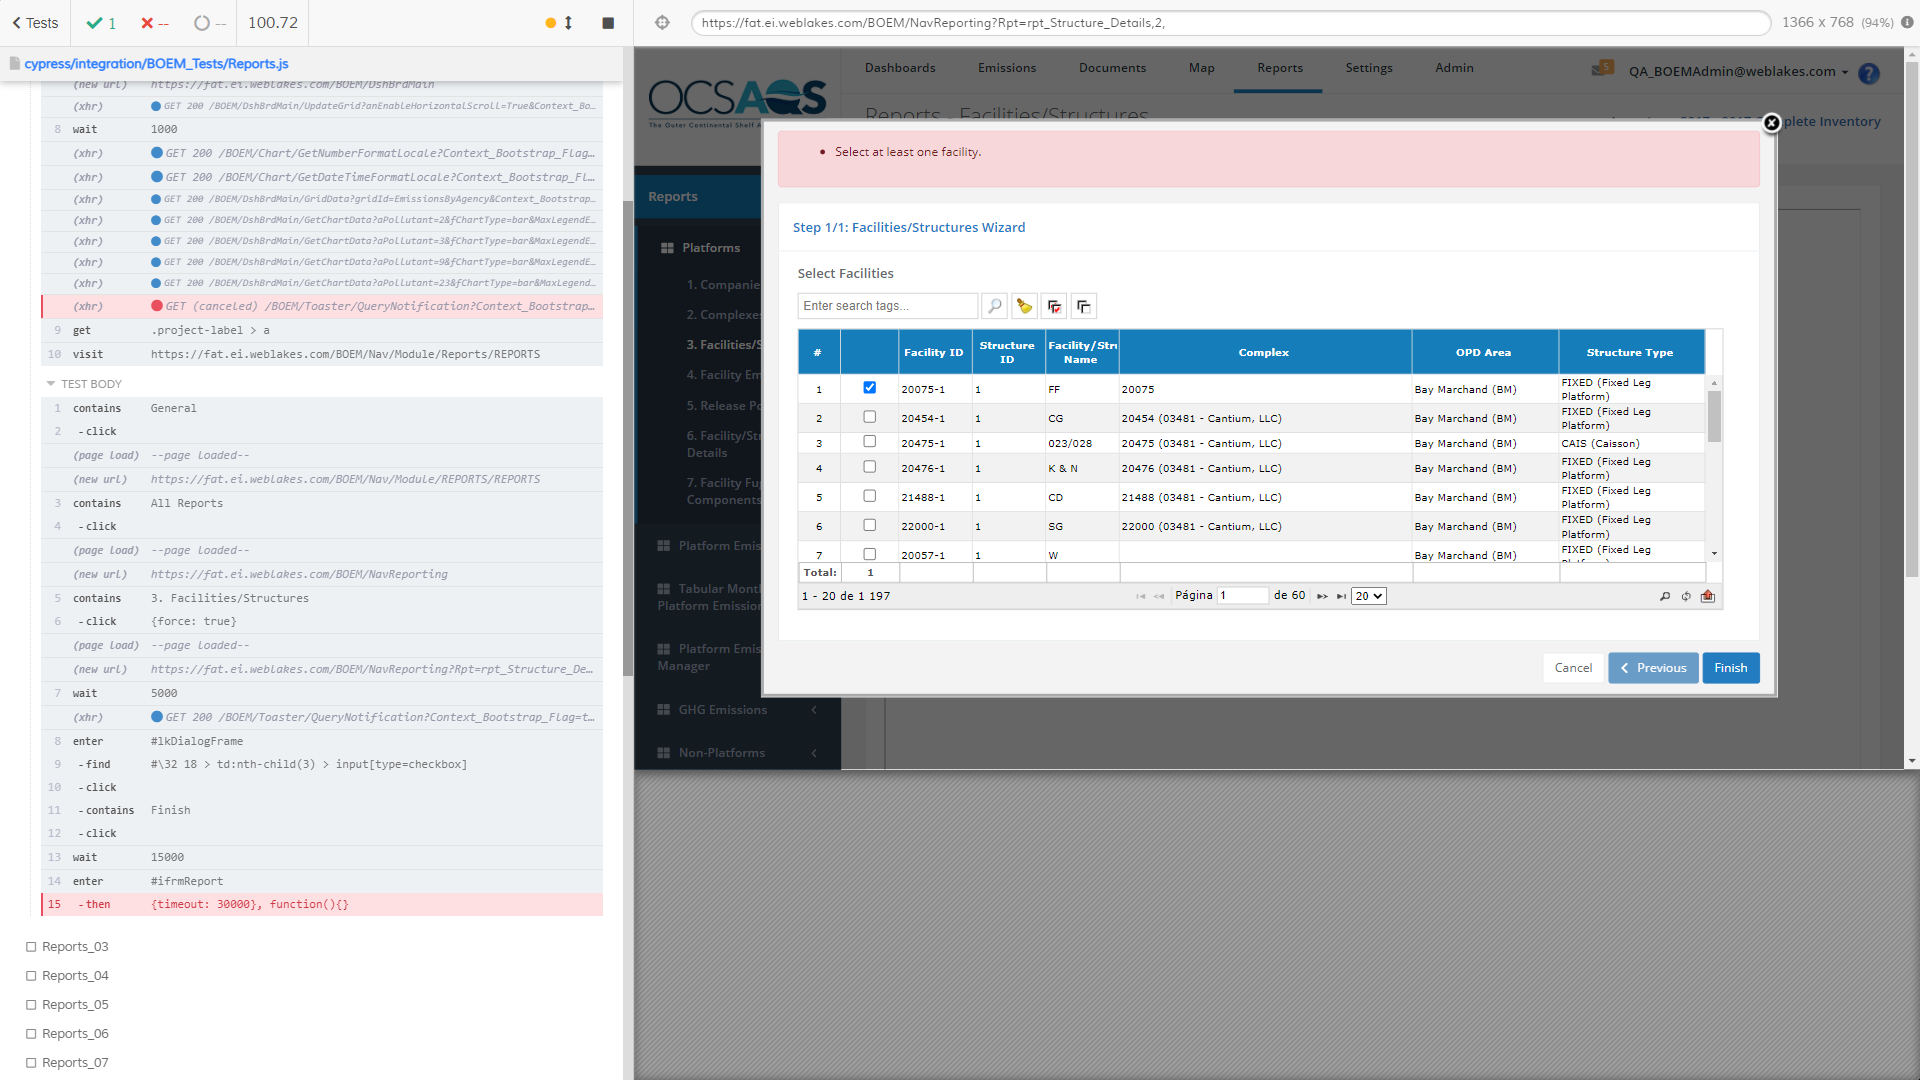 Tests
1
--
--
100.72
https://fat.ei.weblakes.com/BOEM/NavReporting?Rpt=rpt_Structure_Details,2,
1366 x 768 (94%)
cypress/integration/BOEM_Tests/Reports.js
(new url) https://fat.ei.weblakes.com/BOEM/DshBrdMain
(xhr) GET 200 /BOEM/DshBrdMain/UpdateGrid?anEnableHorizontalScroll=True&Context_Bo...
8 wait 1000
(xhr) GET 200 /BOEM/Chart/GetNumberFormatLocale?Context_Bootstrap_Flag...
(xhr) GET 200 /BOEM/Chart/GetDateTimeFormatLocale?Context_Bootstrap_Fl...
(xhr) GET 200 /BOEM/DshBrdMain/GridData?gridId=EmissionsByAgency&Context_Bootstrap...
(xhr) GET 200 /BOEM/DshBrdMain/GetChartData?aPollutant=2&fChartType=bar&MaxLegendE...
(xhr) GET 200 /BOEM/DshBrdMain/GetChartData?aPollutant=3&fChartType=bar&MaxLegendE...
(xhr) GET 200 /BOEM/DshBrdMain/GetChartData?aPollutant=9&fChartType=bar&MaxLegendE...
(xhr) GET 200 /BOEM/DshBrdMain/GetChartData?aPollutant=23&fChartType=bar&MaxLegend...
(xhr) GET (canceled) /BOEM/Toaster/QueryNotification?Context_Bootstrap...
9 get .project-label > a
10 visit https://fat.ei.weblakes.com/BOEM/Nav/Module/Reports/REPORTS
TEST BODY
1 contains General
2 -click
(page load) --page loaded--
(new url) https://fat.ei.weblakes.com/BOEM/Nav/Module/REPORTS/REPORTS
3 contains All Reports
4 -click
(page load) --page loaded--
(new url) https://fat.ei.weblakes.com/BOEM/NavReporting
5 contains 3. Facilities/Structures
6 -click {force: true}
(page load) --page loaded--
(new url) https://fat.ei.weblakes.com/BOEM/NavReporting?Rpt=rpt_Structure_De...
7 wait 5000
(xhr) GET 200 /BOEM/Toaster/QueryNotification?Context_Bootstrap_Flag=t...
8 enter #lkDialogFrame
9 -find #\32 18 > td:nth-child(3) > input[type=checkbox]
10 -click
11 -contains Finish
12 -click
13 wait 15000
14 enter #ifrmReport
15 -then {timeout: 30000}, function(){}
Reports_03
Reports_04
Reports_05
Reports_06
Reports_07
OCSAQS
The Outer Continental Shelf A
Dashboards Emissions Documents Map Reports Settings Admin
5 QA_BOEMAdmin@weblakes.com ?
Reports - Facilities/Structures
plete Inventory
Reports
Platforms
1. Companie
2. Complexes
3. Facilities/S
4. Facility Em
5. Release Po
6. Facility/Str
Details
7. Facility Fug
Components
Platform Emis
Tabular Month
Platform Emission
Platform Emis
Manager
GHG Emissions
Non-Platforms
Select at least one facility.
Step 1/1: Facilities/Structures Wizard
Select Facilities
Enter search tags...
# Facility ID Structure ID Facility/Stru Name Complex OPD Area Structure Type
1 20075-1 1 FF 20075 Bay Marchand (BM) FIXED (Fixed Leg Platform)
2 20454-1 1 CG 20454 (03481 - Cantium, LLC) Bay Marchand (BM) FIXED (Fixed Leg Platform)
3 20475-1 1 023/028 20475 (03481 - Cantium, LLC) Bay Marchand (BM) CAIS (Caisson)
4 20476-1 1 K & N 20476 (03481 - Cantium, LLC) Bay Marchand (BM) FIXED (Fixed Leg Platform)
5 21488-1 1 CD 21488 (03481 - Cantium, LLC) Bay Marchand (BM) FIXED (Fixed Leg Platform)
6 22000-1 1 SG 22000 (03481 - Cantium, LLC) Bay Marchand (BM) FIXED (Fixed Leg Platform)
7 20057-1 1 W Bay Marchand (BM) FIXED (Fixed Leg
Total: 1
1 - 20 de 1 197 Página 1 de 60 20
Cancel Previous Finish